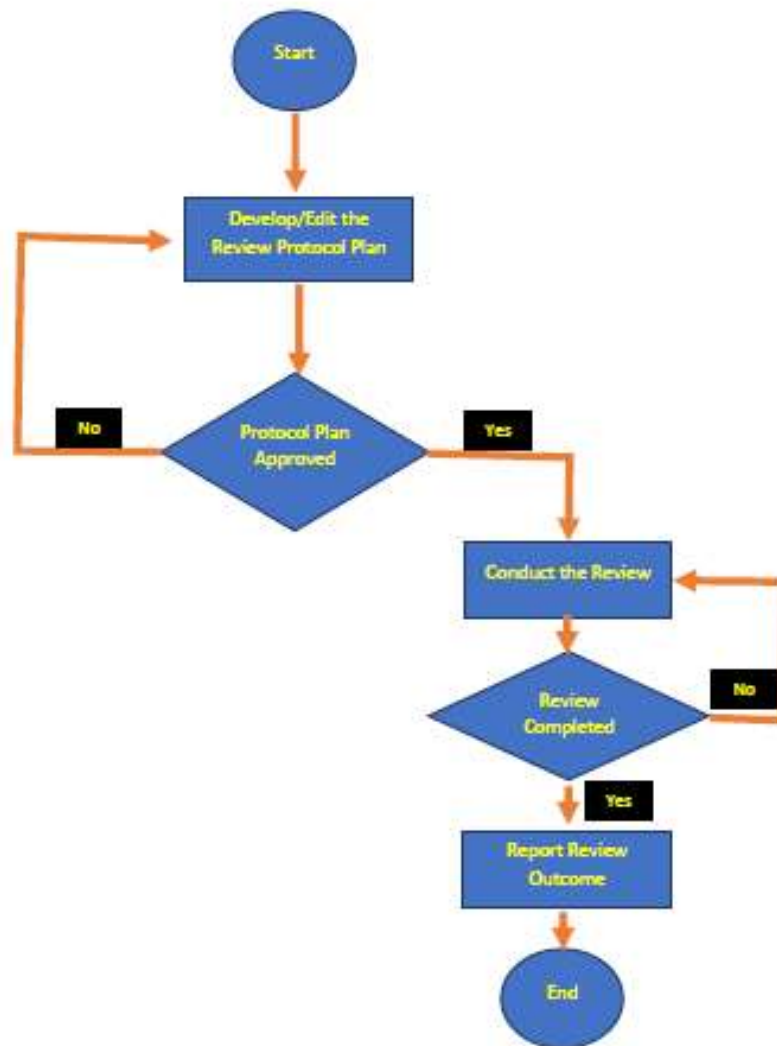 Start
Develop/Edit the
Review Protocol Plan
No
Protocol Plan
Approved
Yes
Conduct the Review
Review
Completed
No
Yes
Report Review
Outcome
End